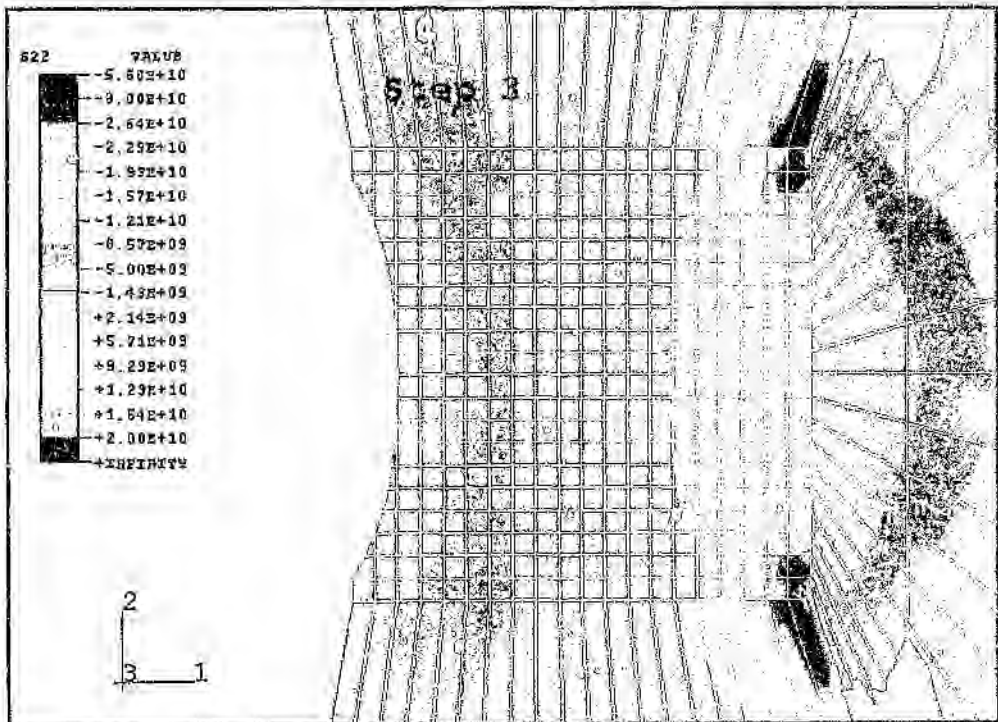 S22 VALUE
-5.60E+10
-3.00E+10
-2.64E+10
-2.29E+10
-1.93E+10
-1.57E+10
-1.21E+10
-8.57E+09
-5.00E+09
-1.43E+09
+2.14E+09
+5.71E+09
+9.29E+09
+1.29E+10
+1.64E+10
+2.00E+10
+INFINITY
Step
2
3 1